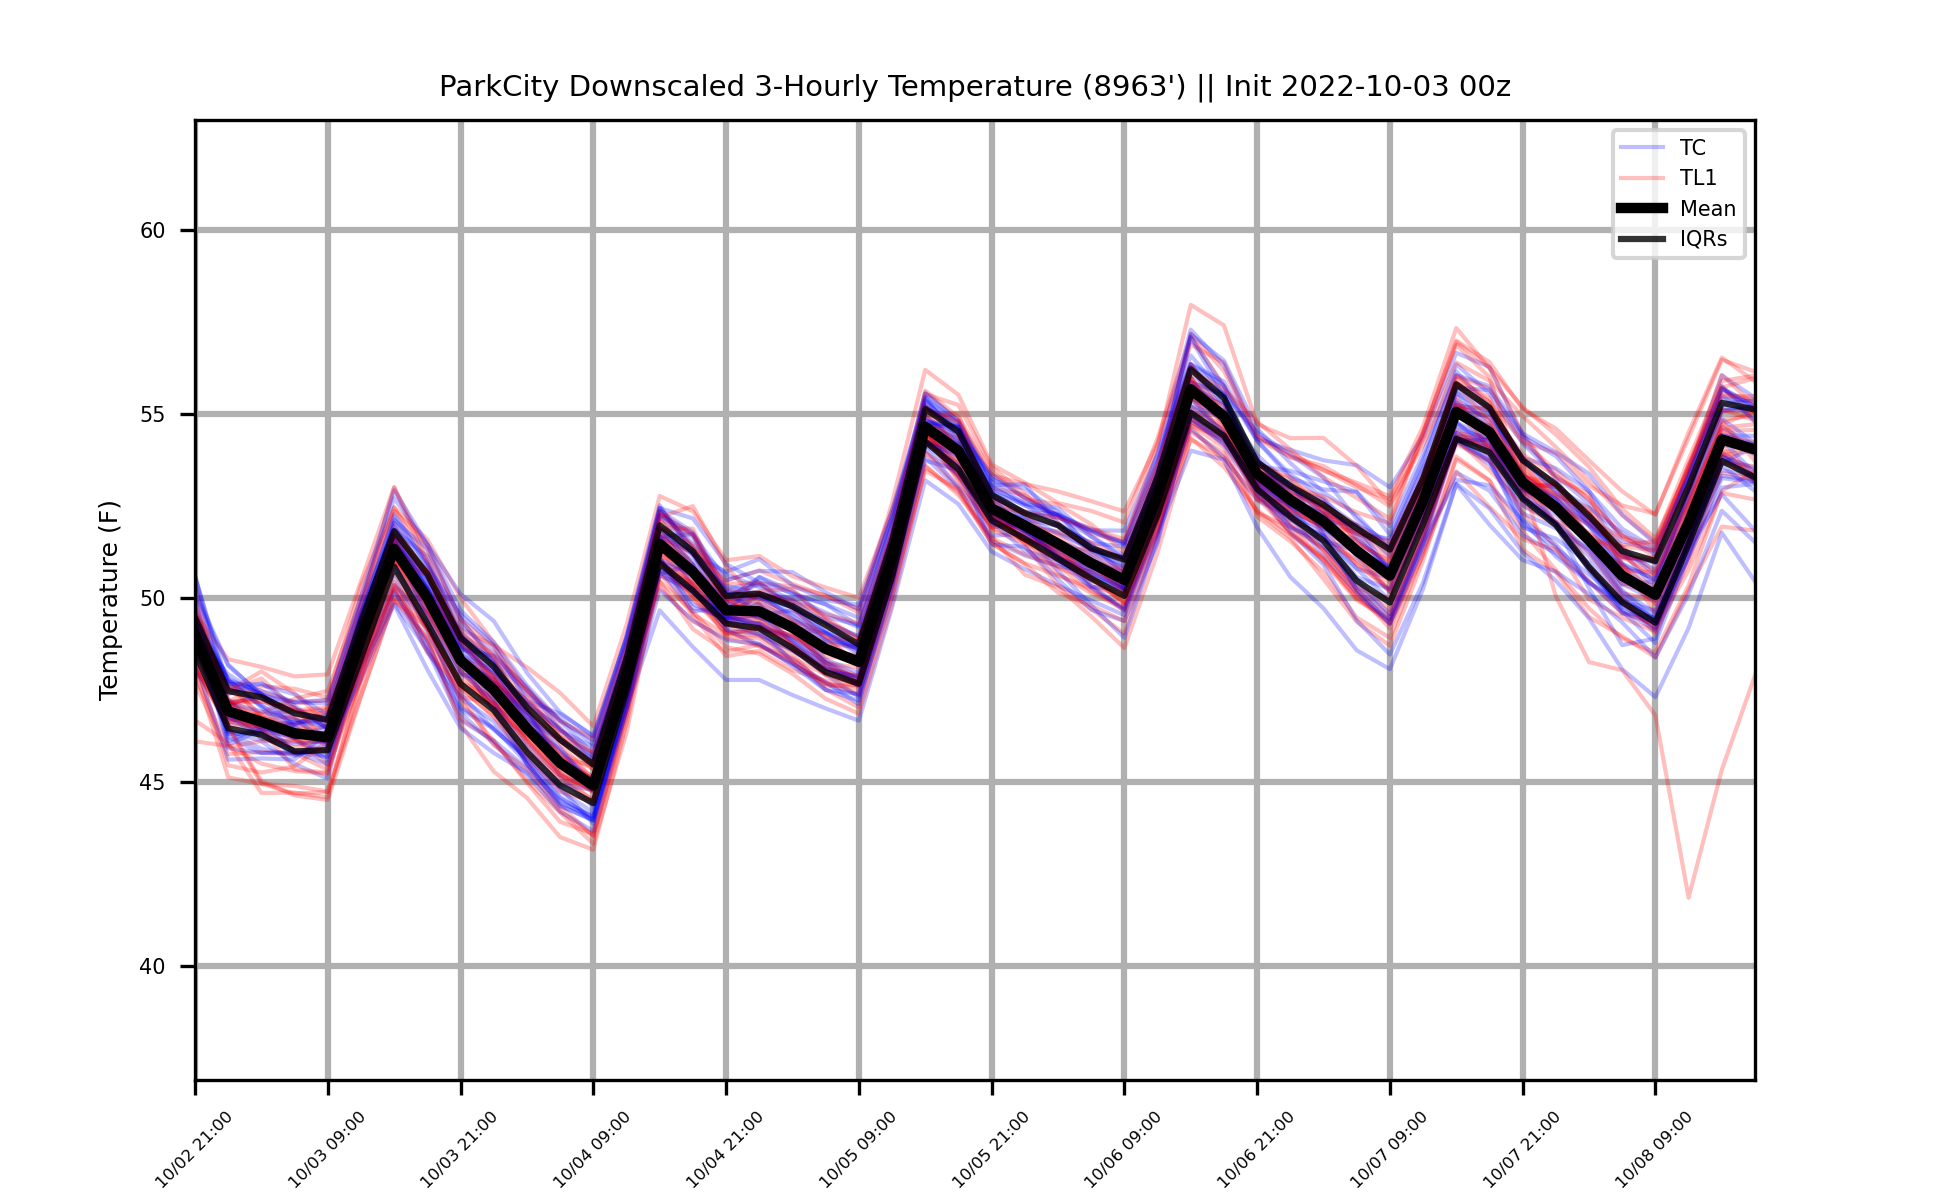 ParkCity Downscaled 3-Hourly Temperature (8963') || Init 2022-10-03 00z
TC
TL1
Mean
IQRs
Temperature (F)
60
55
50
45
40
10/02 21:00
10/03 09:00
10/03 21:00
10/04 09:00
10/04 21:00
10/05 09:00
10/05 21:00
10/06 09:00
10/06 21:00
10/07 09:00
10/07 21:00
10/08 09:00